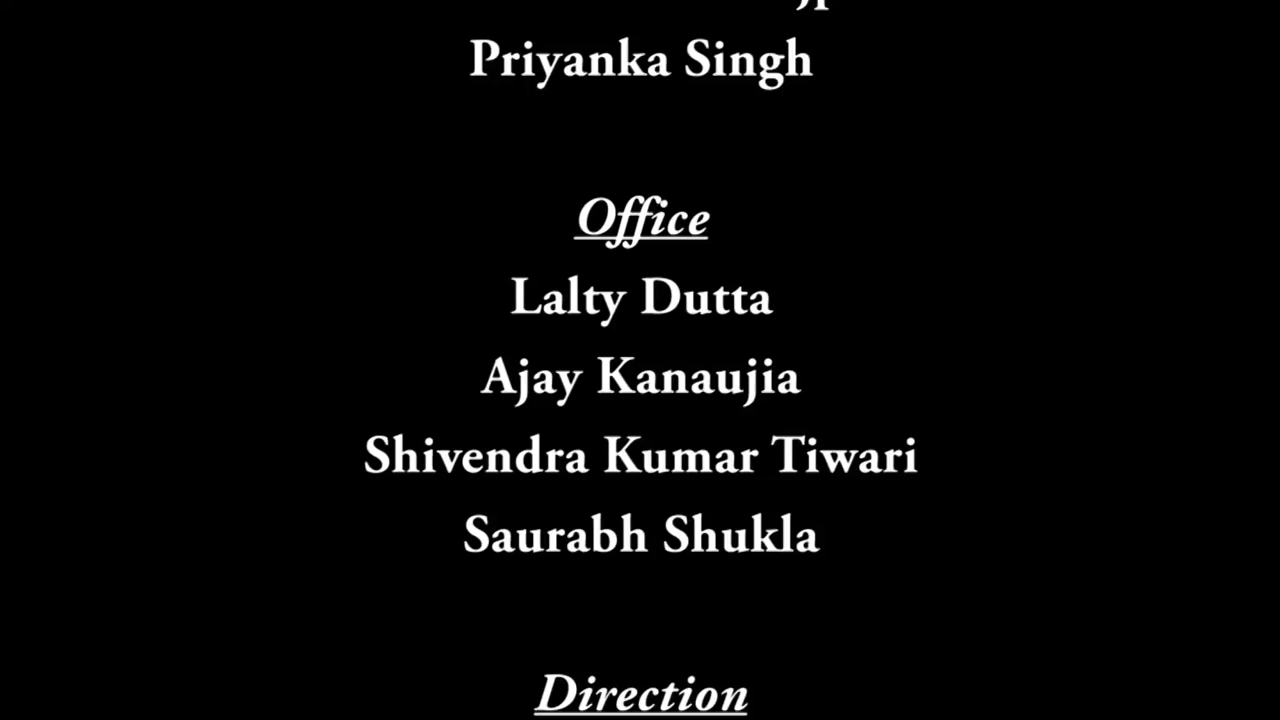 Priyanka Singh
Office
Lalty Dutta
Ajay Kanaujia
Shivendra Kumar Tiwari
Saurabh Shukla
Direction